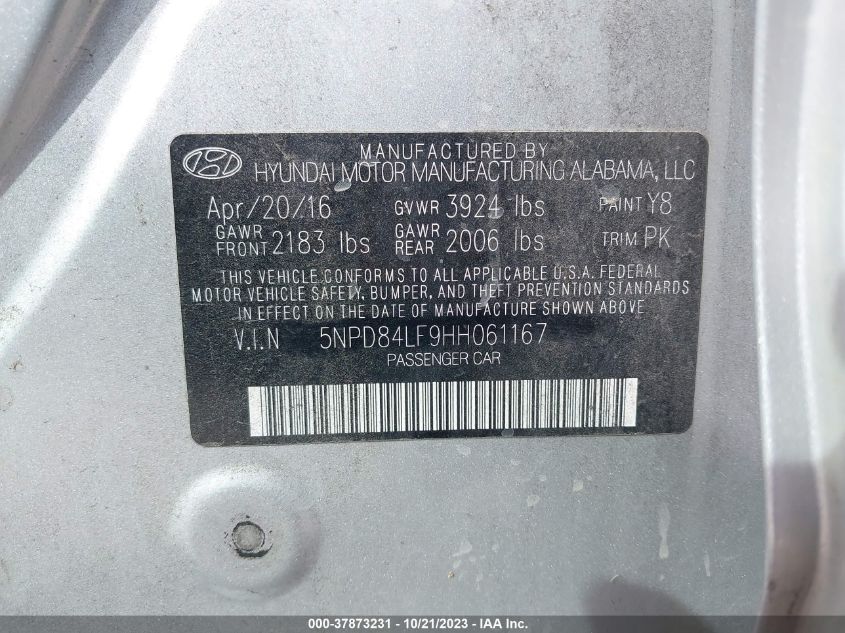 MANUFACTURED BY
HYUNDAI MOTOR MANUFACTURING ALABAMA, LLC
Apr/20/16 GVWR 3924 lbs PAINT Y8
GAWR FRONT 2183 lbs GAWR REAR 2006 lbs TRIM PK
THIS VEHICLE CONFORMS TO ALL APPLICABLE U.S.A. FEDERAL
MOTOR VEHICLE SAFETY, BUMPER, AND THEFT PREVENTION STANDARDS
IN EFFECT ON THE DATE OF MANUFACTURE SHOWN ABOVE
V.I.N 5NPD84LF9HH061167
PASSENGER CAR
000-37873231 - 10/21/2023 - IAA Inc.